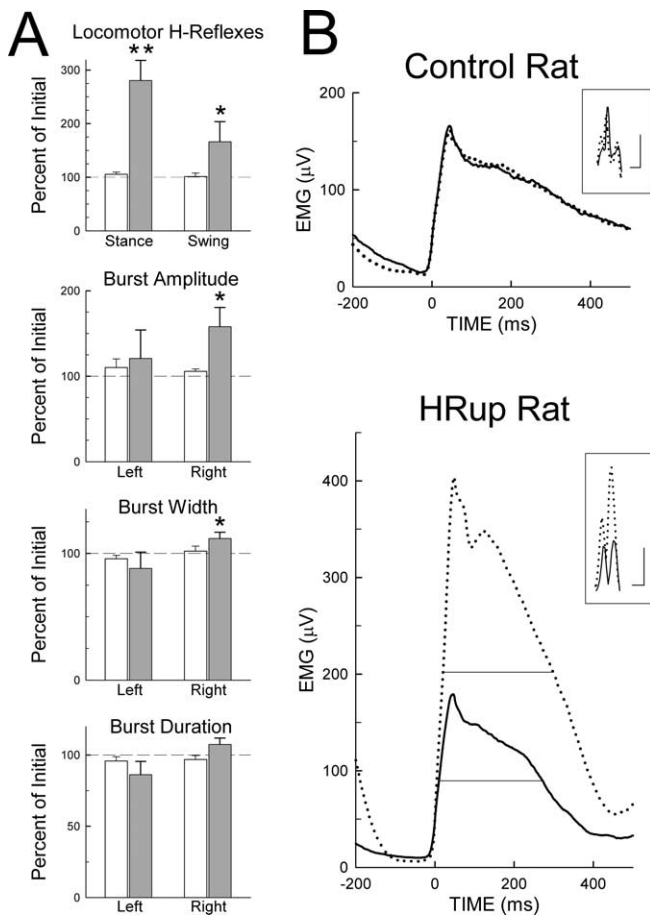 A
Locomotor H-Reflexes
**
*
300
250
200
150
100
50
0
Percent of Initial
Stance Swing
Burst Amplitude
*
200
100
0
Percent of Initial
Left Right
Burst Width
*
100
0
Percent of Initial
Left Right
Burst Duration
100
50
0
Percent of Initial
Left Right
B
Control Rat
200
100
0
EMG (μV)
-200 0 200 400
TIME (ms)
HRup Rat
400
300
200
100
0
EMG (μV)
-200 0 200 400
TIME (ms)